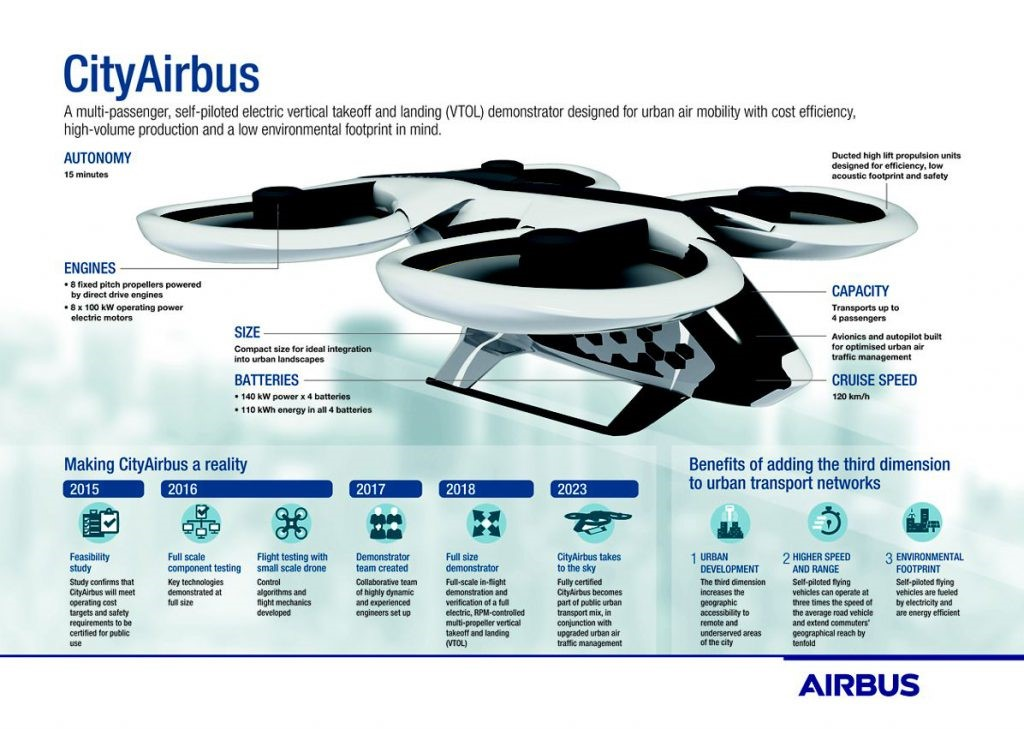 CityAirbus
A multi-passenger, self-piloted electric vertical takeoff and landing (VTOL) demonstrator designed for urban air mobility with cost efficiency,
high-volume production and a low environmental footprint in mind.
AUTONOMY
15 minutes
Ducted high lift propulsion units
designed for efficiency, low
acoustic footprint and safety
ENGINES
• 8 fixed pitch propellers powered
by direct drive engines
• 8 x 100 kW operating power
electric motors
CAPACITY
Transports up to
4 passengers
SIZE
Compact size for ideal integration
into urban landscapes
Avionics and autopilot built
for optimised urban air
traffic management
BATTERIES
• 140 kW power x 4 batteries
• 110 kWh energy in all 4 batteries
CRUISE SPEED
120 km/h
Making CityAirbus a reality
2015
Feasibility
study
Study confirms that
CityAirbus will meet
operating cost
targets and safety
requirements to be
certified for public
use
2016
Full scale
component testing
Key technologies
demonstrated at
full size
Flight testing with
small scale drone
Control
algorithms and
flight mechanics
developed
2017
Demonstrator
team created
Collaborative team
of highly dynamic
and experienced
engineers set up
2018
Full size
demonstrator
Full-scale in-flight
demonstration and
verification of a full
electric, RPM-controlled
multi-propeller vertical
takeoff and landing
(VTOL)
2023
CityAirbus takes
to the sky
Fully certified
CityAirbus becomes
part of public urban
transport mix, in
conjunction with
upgraded urban air
traffic management
Benefits of adding the third dimension
to urban transport networks
1 URBAN
DEVELOPMENT
The third dimension
increases the
geographic
accessibility to
remote and
underserved areas
of the city
2 HIGHER SPEED
AND RANGE
Self-piloted flying
vehicles can operate at
three times the speed of
the average road vehicle
and extend commuters'
geographical reach by
tenfold
3 ENVIRONMENTAL
FOOTPRINT
Self-piloted flying
vehicles are fueled
by electricity and
are energy efficient
AIRBUS